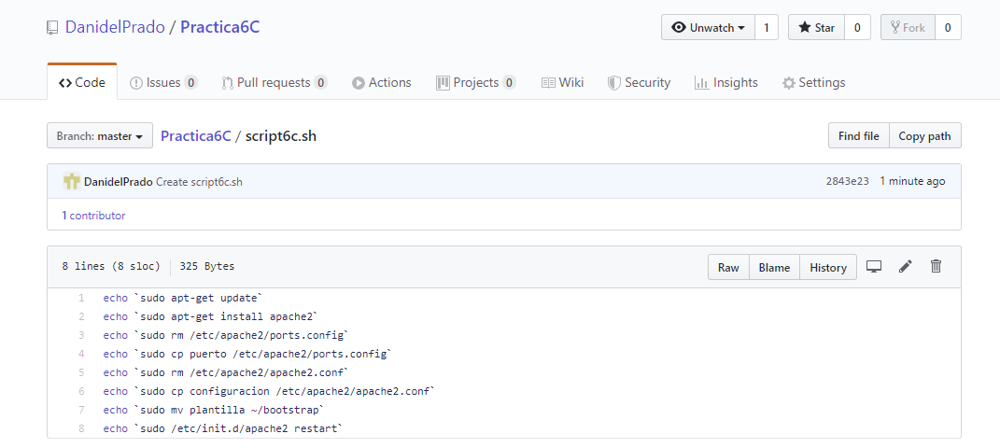 DanidelPrado / Practica6C
Unwatch 1 Star 0 Fork 0
Code Issues 0 Pull requests 0 Actions Projects 0 Wiki Security Insights Settings
Branch: master Practica6C / script6c.sh Find file Copy path
DanidelPrado Create script6c.sh 2843e23 1 minute ago
1 contributor
8 lines (8 sloc) 325 Bytes Raw Blame History
1 echo `sudo apt-get update`
2 echo `sudo apt-get install apache2`
3 echo `sudo rm /etc/apache2/ports.config`
4 echo `sudo cp puerto /etc/apache2/ports.config`
5 echo `sudo rm /etc/apache2/apache2.conf`
6 echo `sudo cp configuracion /etc/apache2/apache2.conf`
7 echo `sudo mv plantilla ~/bootstrap`
8 echo `sudo /etc/init.d/apache2 restart`